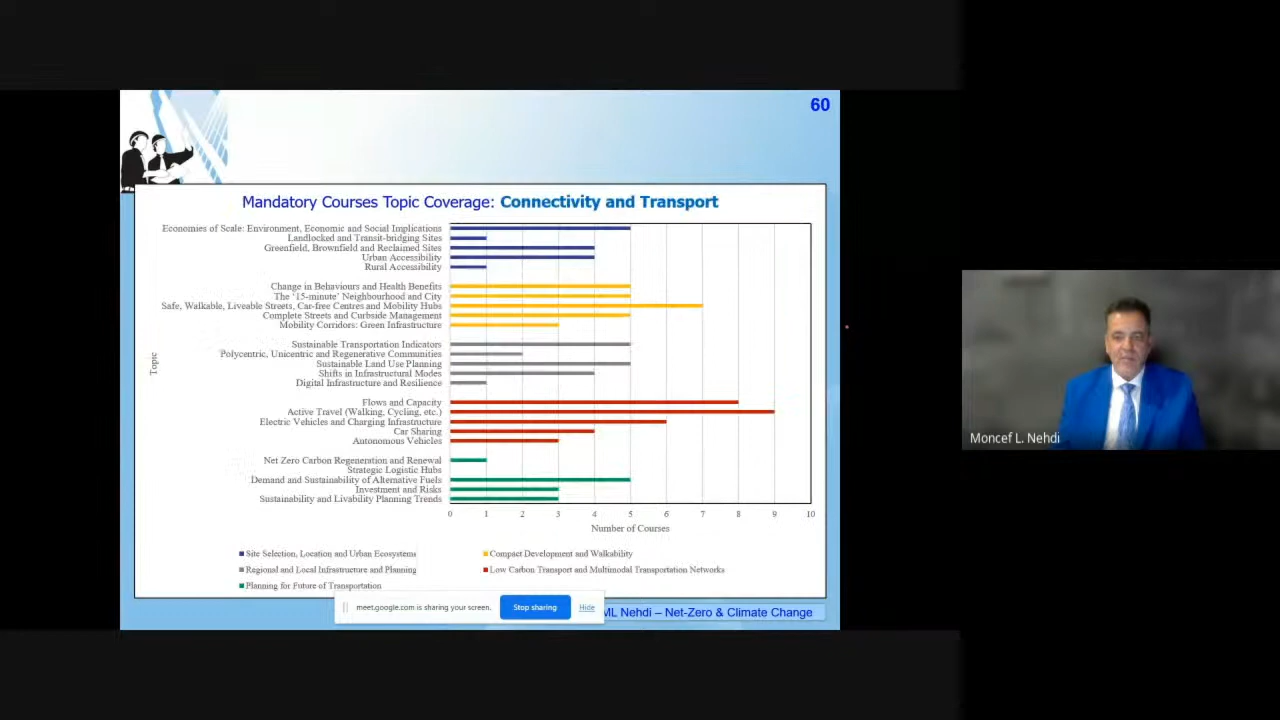 60
Mandatory Courses Topic Coverage: Connectivity and Transport
Economies of Scale: Environment, Economic and Social Implications
Landlocked and Transit-bridging Sites
Greenfield, Brownfield and Reclaimed Sites
Urban Accessibility
Rural Accessibility
Change in Behaviours and Health Benefits
The '15-minute' Neighbourhood and City
Safe, Walkable, Liveable Streets, Car-free Centres and Mobility Hubs
Complete Streets and Curbside Management
Mobility Corridors: Green Infrastructure
Sustainable Transportation Indicators
Polycentric, Unicentric and Regenerative Communities
Sustainable Land Use Planning
Shifts in Infrastructural Modes
Digital Infrastructure and Resilience
Flows and Capacity
Active Travel (Walking, Cycling, etc.)
Electric Vehicles and Charging Infrastructure
Car Sharing
Autonomous Vehicles
Net Zero Carbon Regeneration and Renewal
Strategic Logistic Hubs
Demand and Sustainability of Alternative Fuels
Investment and Risks
Sustainability and Livability Planning Trends
Topic
0 1 2 3 4 5 6 7 8 9 10
Number of Courses
Site Selection, Location and Urban Ecosystems
Compact Development and Walkability
Regional and Local Infrastructure and Planning
Low Carbon Transport and Multimodal Transportation Networks
Planning for Future of Transportation
meet.google.com is sharing your screen.
Stop sharing
Hide
ML Nehdi – Net-Zero & Climate Change
Moncef L. Nehdi